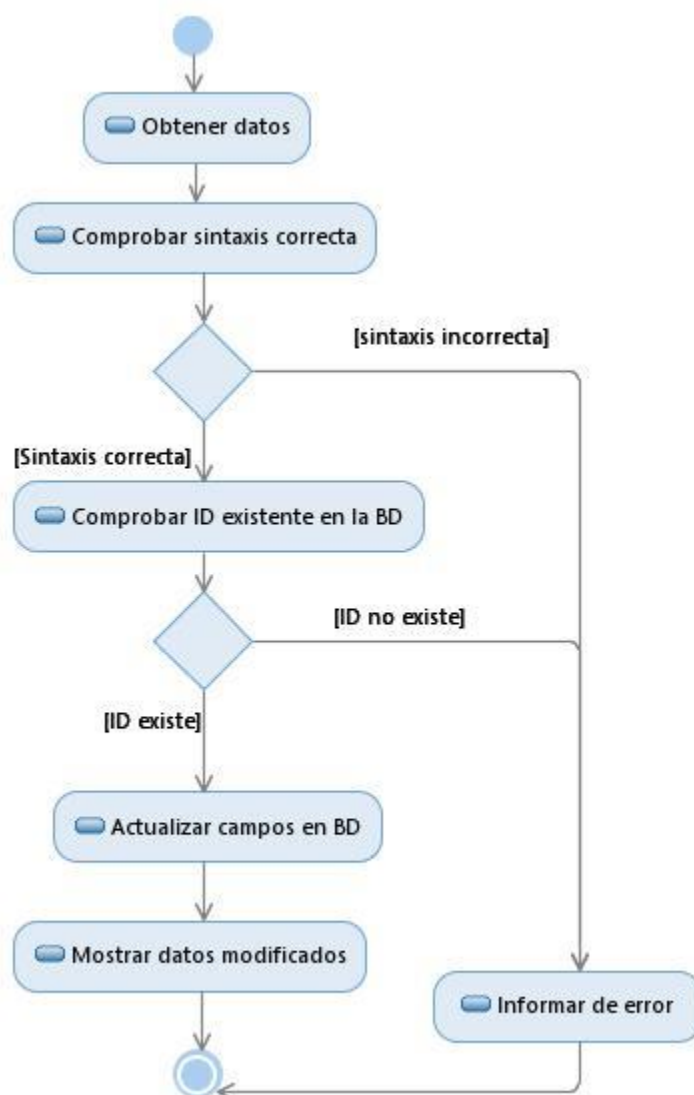 Obtener datos
Comprobar sintaxis correcta
[sintaxis incorrecta]
[Sintaxis correcta]
Comprobar ID existente en la BD
[ID no existe]
[ID existe]
Actualizar campos en BD
Mostrar datos modificados
Informar de error